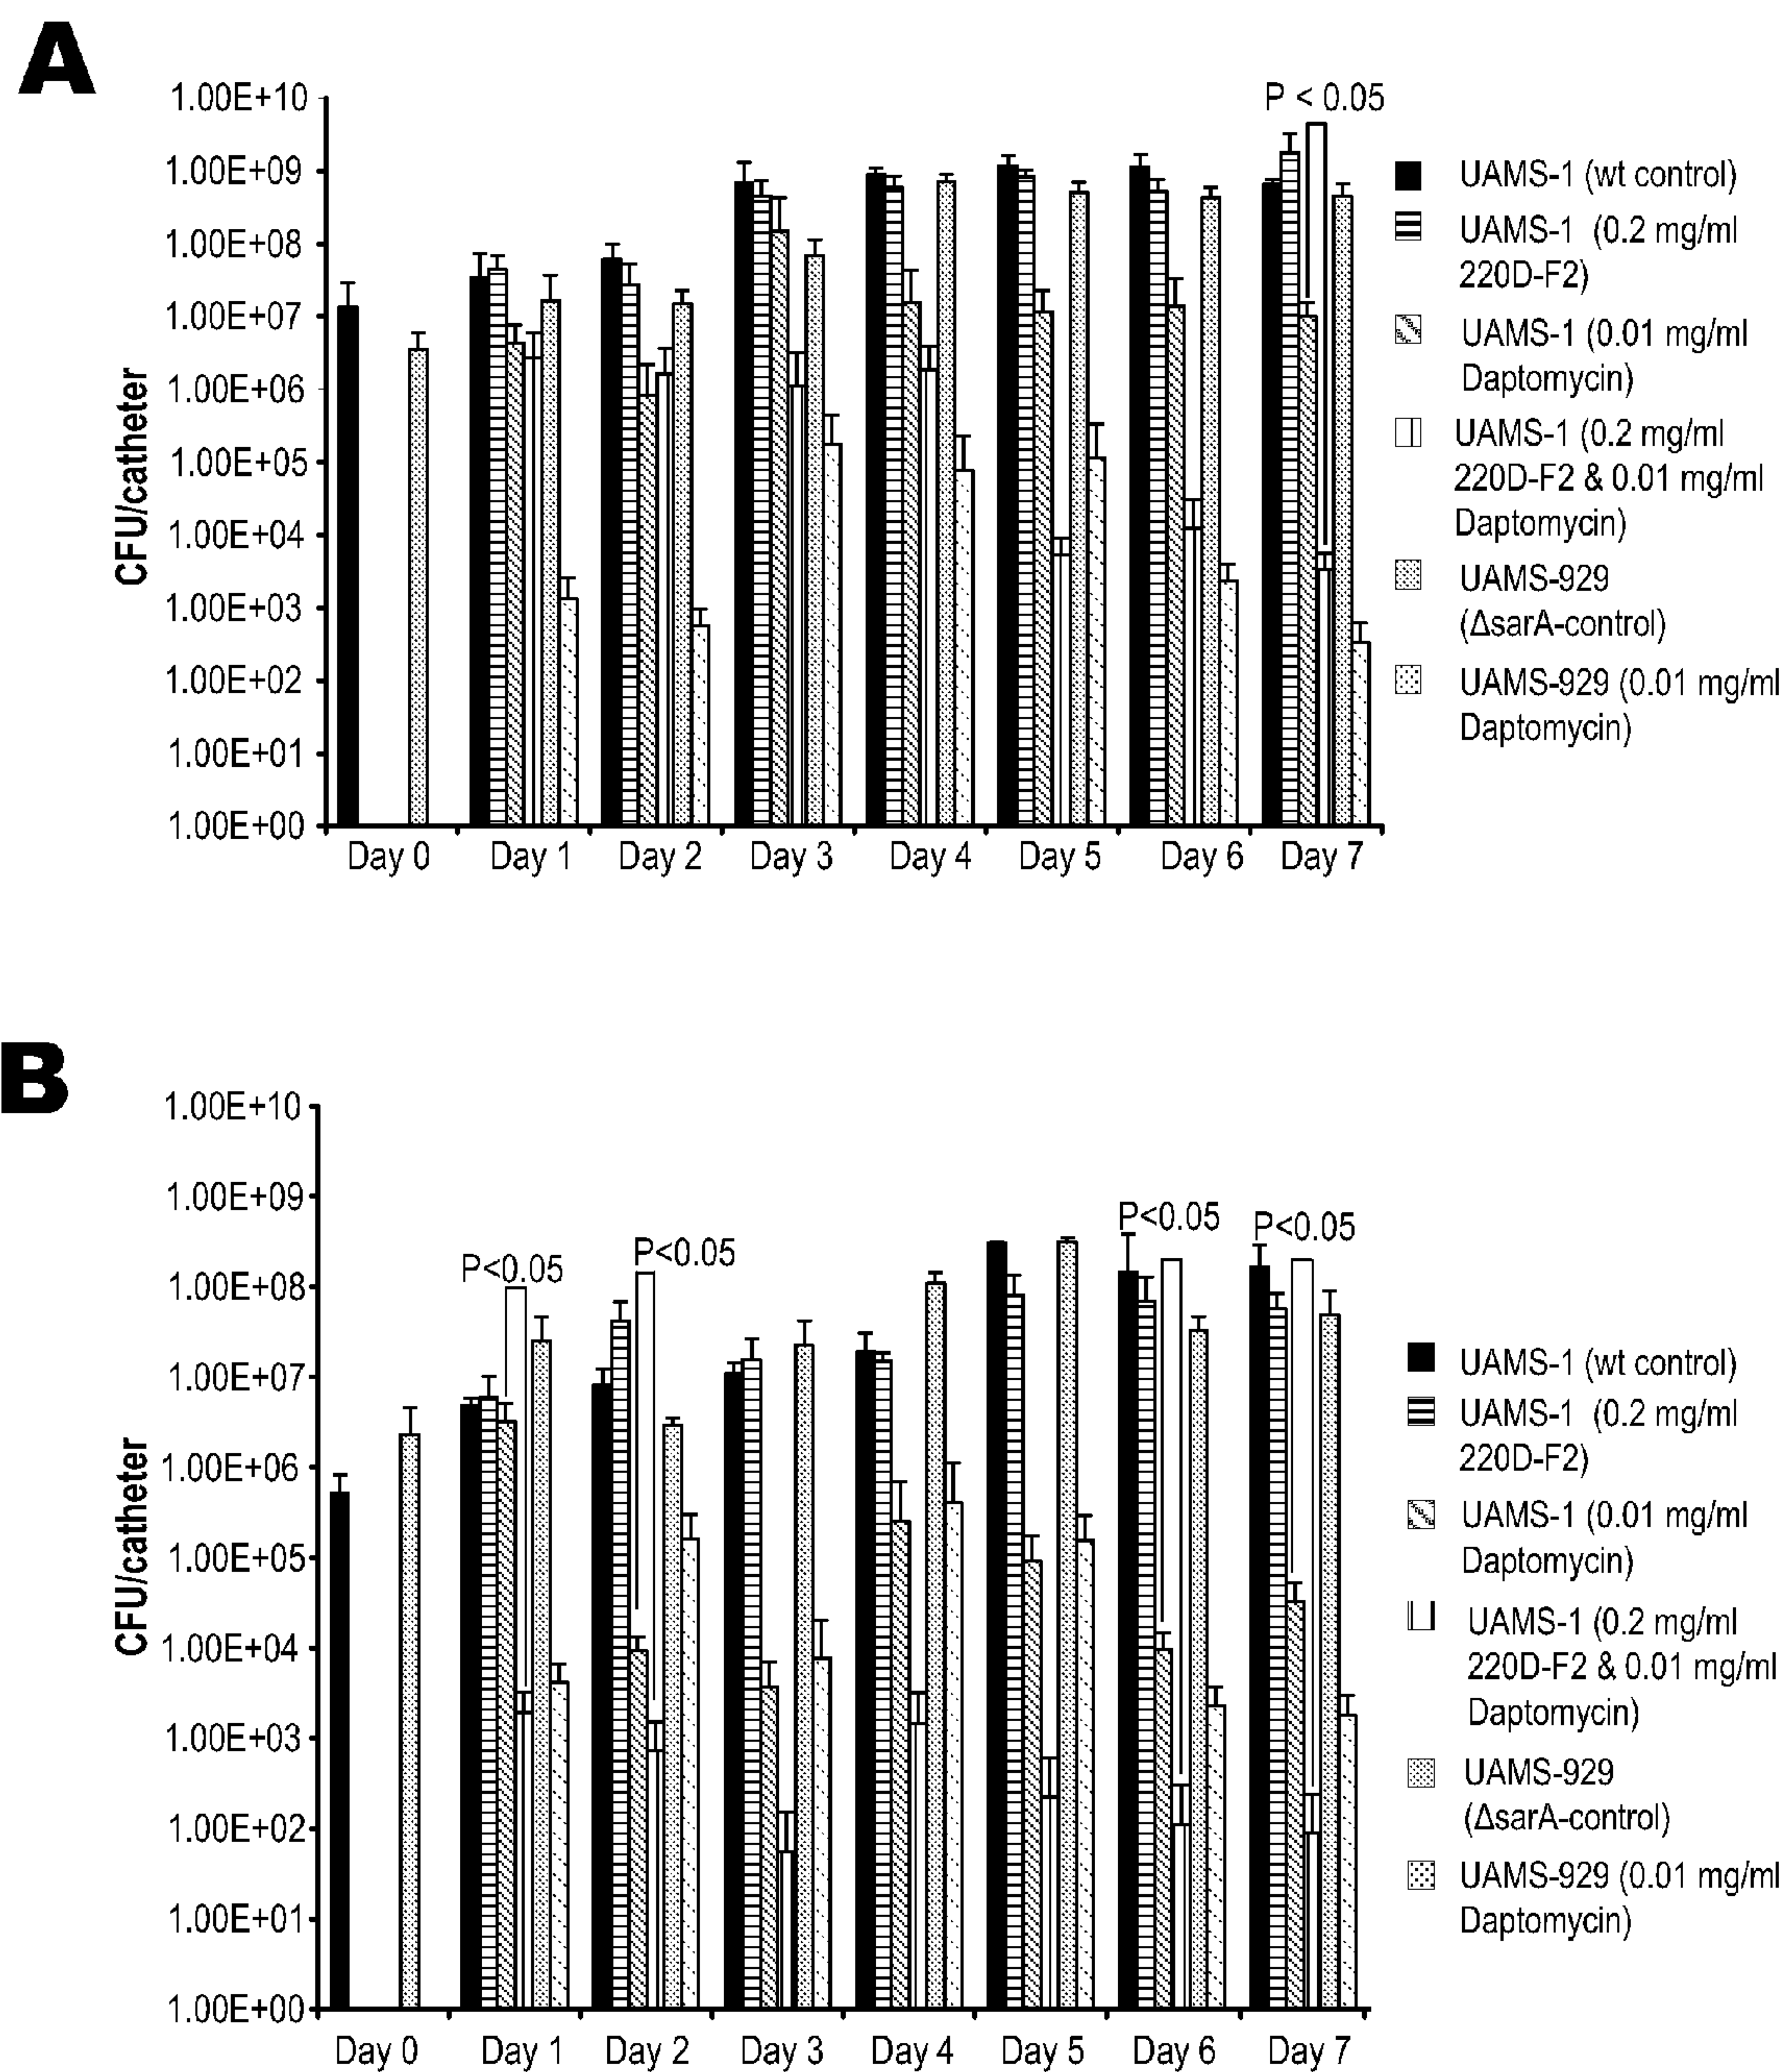 A
P < 0.05
1.00E+10
1.00E+09
1.00E+08
1.00E+07
1.00E+06
1.00E+05
1.00E+04
1.00E+03
1.00E+02
1.00E+01
1.00E+00
CFU/catheter
Day 0 Day 1 Day 2 Day 3 Day 4 Day 5 Day 6 Day 7
UAMS-1 (wt control)
UAMS-1 (0.2 mg/ml
220D-F2)
UAMS-1 (0.01 mg/ml
Daptomycin)
UAMS-1 (0.2 mg/ml
220D-F2 & 0.01 mg/ml
Daptomycin)
UAMS-929
(ΔsarA-control)
UAMS-929 (0.01 mg/ml
Daptomycin)
B
1.00E+10
1.00E+09
1.00E+08
1.00E+07
1.00E+06
1.00E+05
1.00E+04
1.00E+03
1.00E+02
1.00E+01
1.00E+00
CFU/catheter
P<0.05
P<0.05
P<0.05
P<0.05
Day 0 Day 1 Day 2 Day 3 Day 4 Day 5 Day 6 Day 7
UAMS-1 (wt control)
UAMS-1 (0.2 mg/ml
220D-F2)
UAMS-1 (0.01 mg/ml
Daptomycin)
UAMS-1 (0.2 mg/ml
220D-F2 & 0.01 mg/ml
Daptomycin)
UAMS-929
(ΔsarA-control)
UAMS-929 (0.01 mg/ml
Daptomycin)